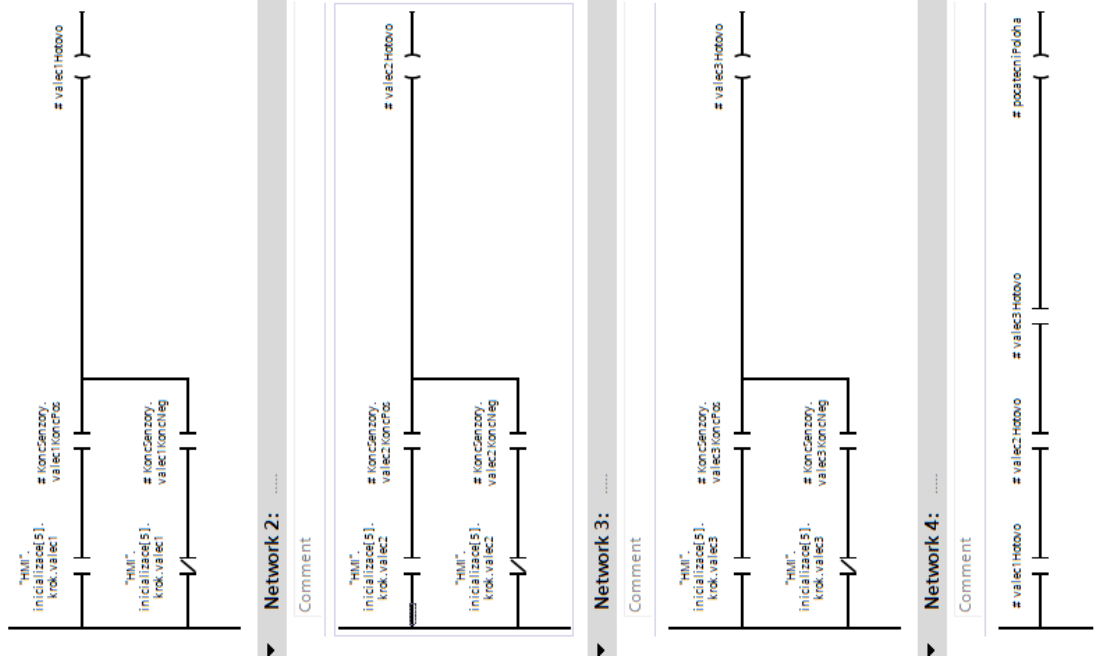 "HMI".
inicializace[5].
krok.valec1
# KoncSenzory.
valec1KoncPos
# valec1Hotovo
"HMI".
inicializace[5].
krok.valec1
# KoncSenzory.
valec1KoncNeg
Network 2: .....
Comment
"HMI".
inicializace[5].
krok.valec2
# KoncSenzory.
valec2KoncPos
# valec2Hotovo
"HMI".
inicializace[5].
krok.valec2
# KoncSenzory.
valec2KoncNeg
Network 3: .....
Comment
"HMI".
inicializace[5].
krok.valec3
# KoncSenzory.
valec3KoncPos
# valec3Hotovo
"HMI".
inicializace[5].
krok.valec3
# KoncSenzory.
valec3KoncNeg
Network 4: .....
Comment
# valec1Hotovo
# valec2Hotovo
# valec3Hotovo
# pocatecniPoloha